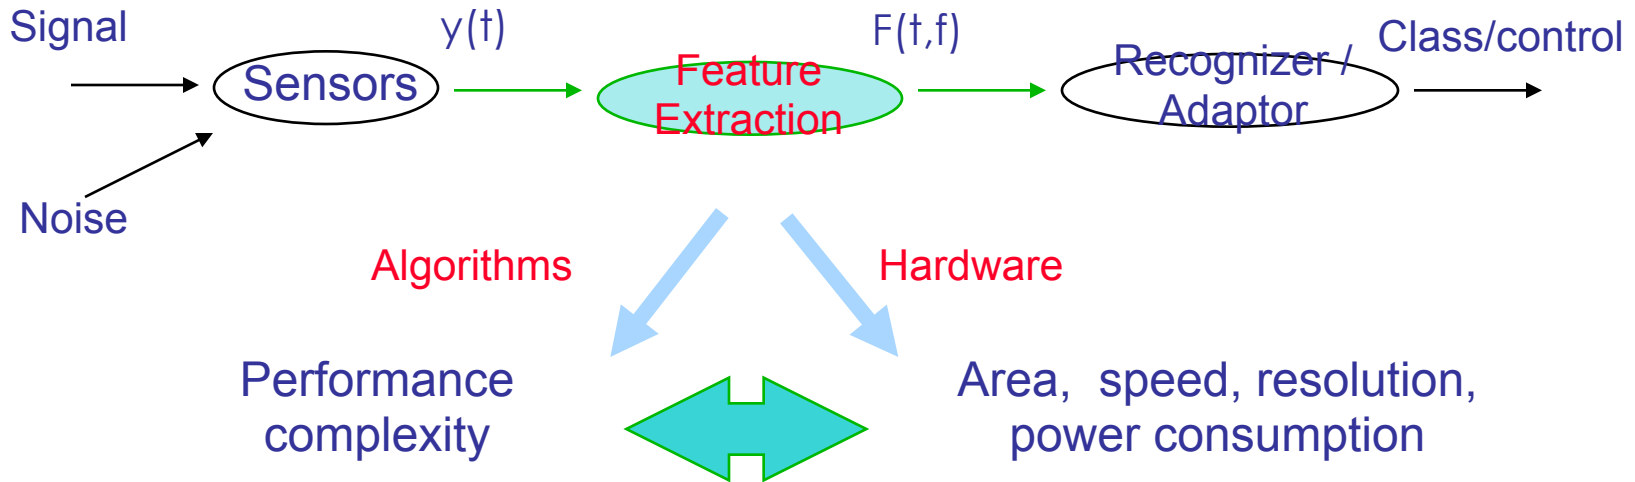 Signal
y(t)
F(t,f)
Class/control
Sensors
Feature
Extraction
Recognizer /
Adaptor
Noise
Algorithms
Hardware
Performance
complexity
Area, speed, resolution,
power consumption